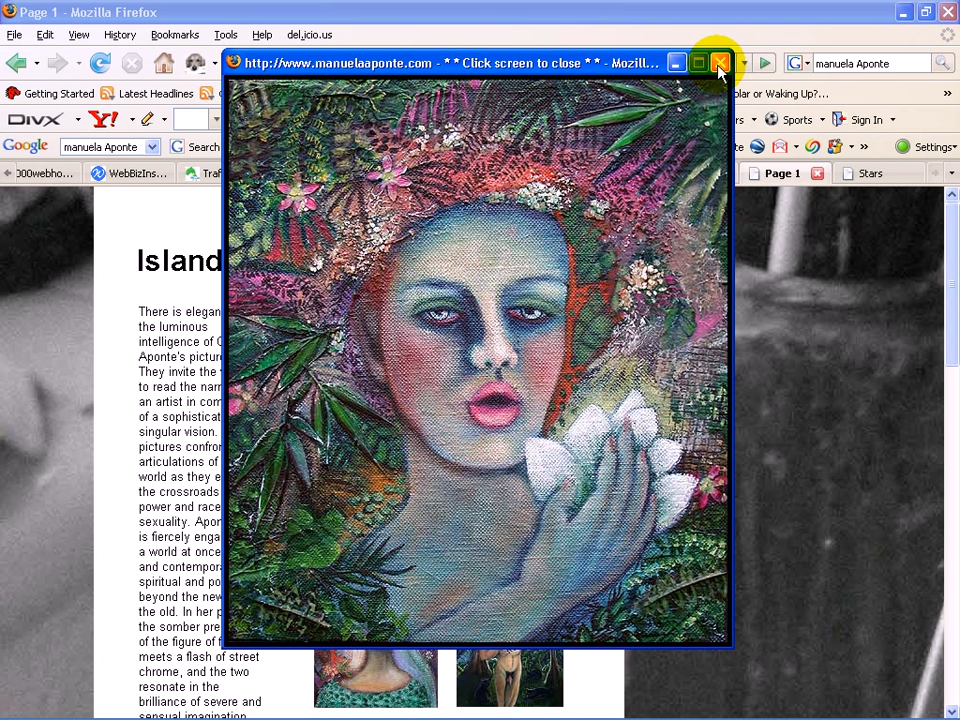 Page 1 - Mozilla Firefox
File Edit View History Bookmarks Tools Help del.icio.us
http://www.manuelaaponte.com - * * Click screen to close * * - Mozill...
G manuela Aponte
Getting Started Latest Headlines
olar or Waking Up?... »
DIVX Y! Sports Sign In
Google manuela Aponte G Search
» Settings
000webho... WebBizIns... Traf
Page 1 Stars
Island
There is elegan
the luminous
intelligence of
Aponte's pictur
They invite the
to read the nar
an artist in com
of a sophisticat
singular vision.
pictures confron
articulations of
world as they e
the crossroads
power and race
sexuality. Apon
is fiercely enga
a world at once
and contempora
spiritual and po
beyond the new
the old. In her p
the somber pre
of the figure of
meets a flash of street
chrome, and the two
resonate in the
brilliance of severe and
sensual imagination